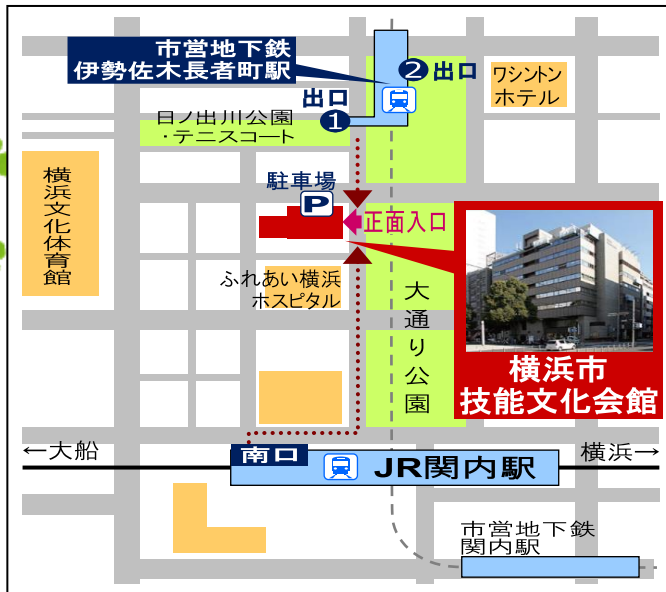 市営地下鉄
伊勢佐木長者町駅
❷出口
ワシントン
ホテル
出口
❶
日ノ出川公園
・テニスコート
横浜文化体育館
駐車場
P
正面入口
ふれあい横浜
ホスピタル
大通り公園
横浜市
技能文化会館
←大船
南口
JR関内駅
横浜→
市営地下鉄
関内駅